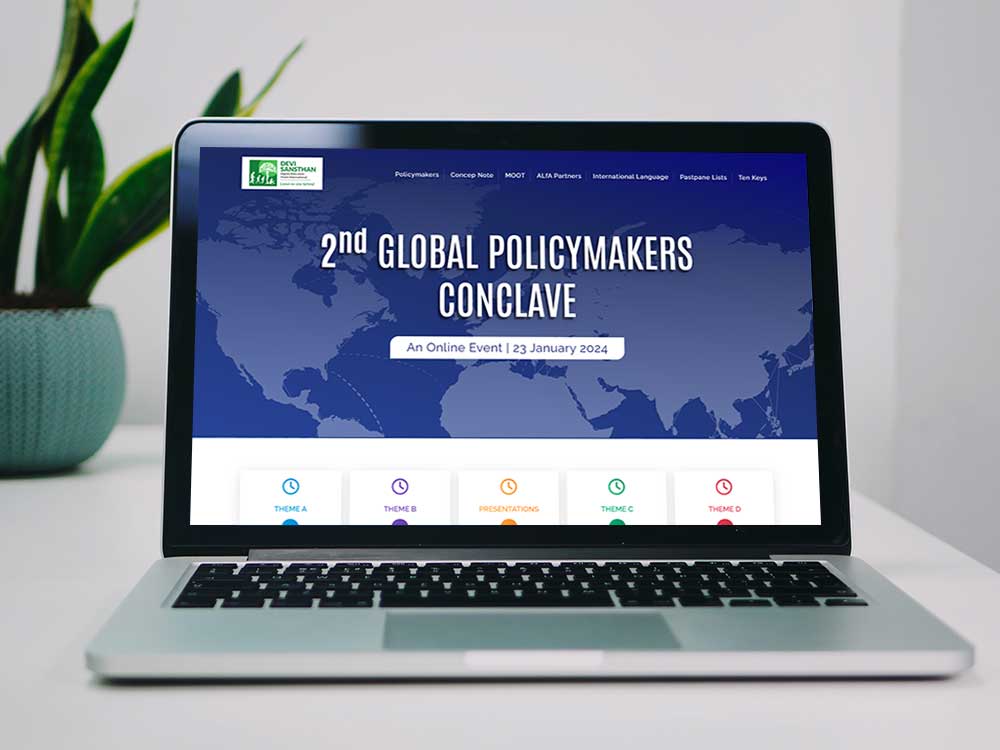 DEVI
SANSTHAN
Policymakers
Concep Note
MOOT
ALfA Partners
International Language
Pastpane Lists
Ten Keys
2nd GLOBAL POLICYMAKERS
CONCLAVE
An Online Event | 23 January 2024
THEME A
THEME B
PRESENTATIONS
THEME C
THEME D